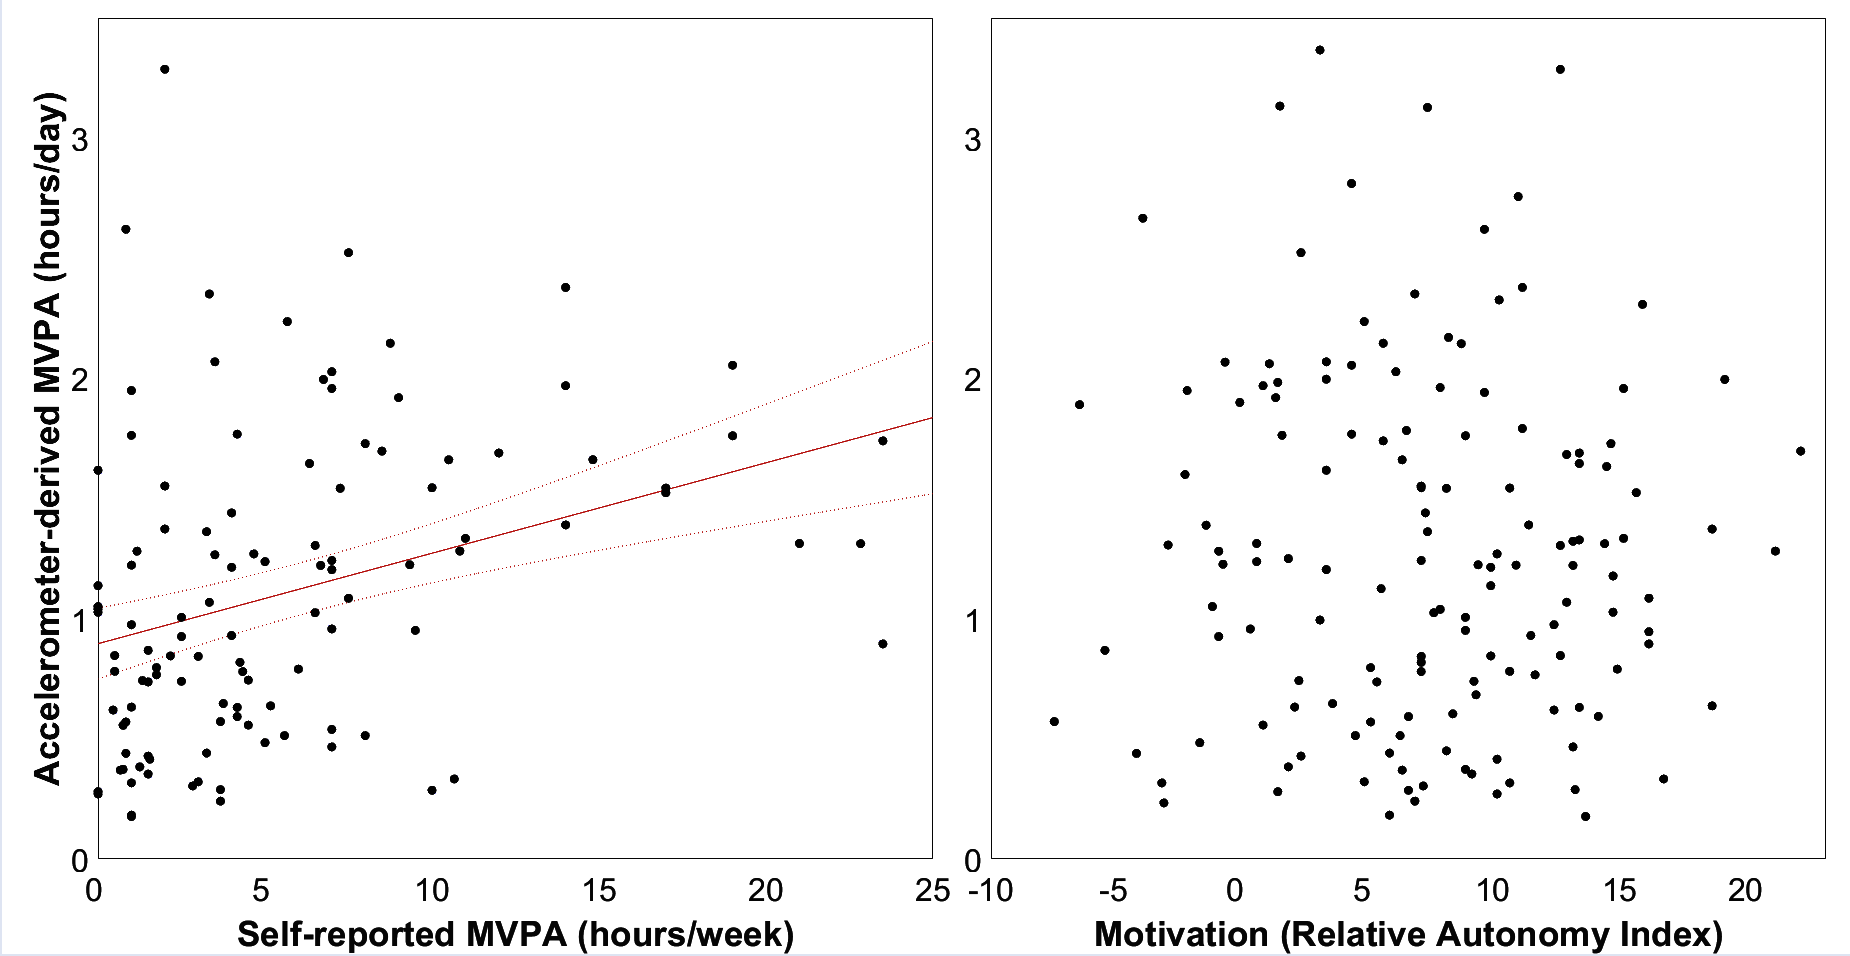 Accelerometer-derived MVPA (hours/day)
3
2
1
0
0 5 10 15 20 25
Self-reported MVPA (hours/week)
3
2
1
0
-10 -5 0 5 10 15 20
Motivation (Relative Autonomy Index)